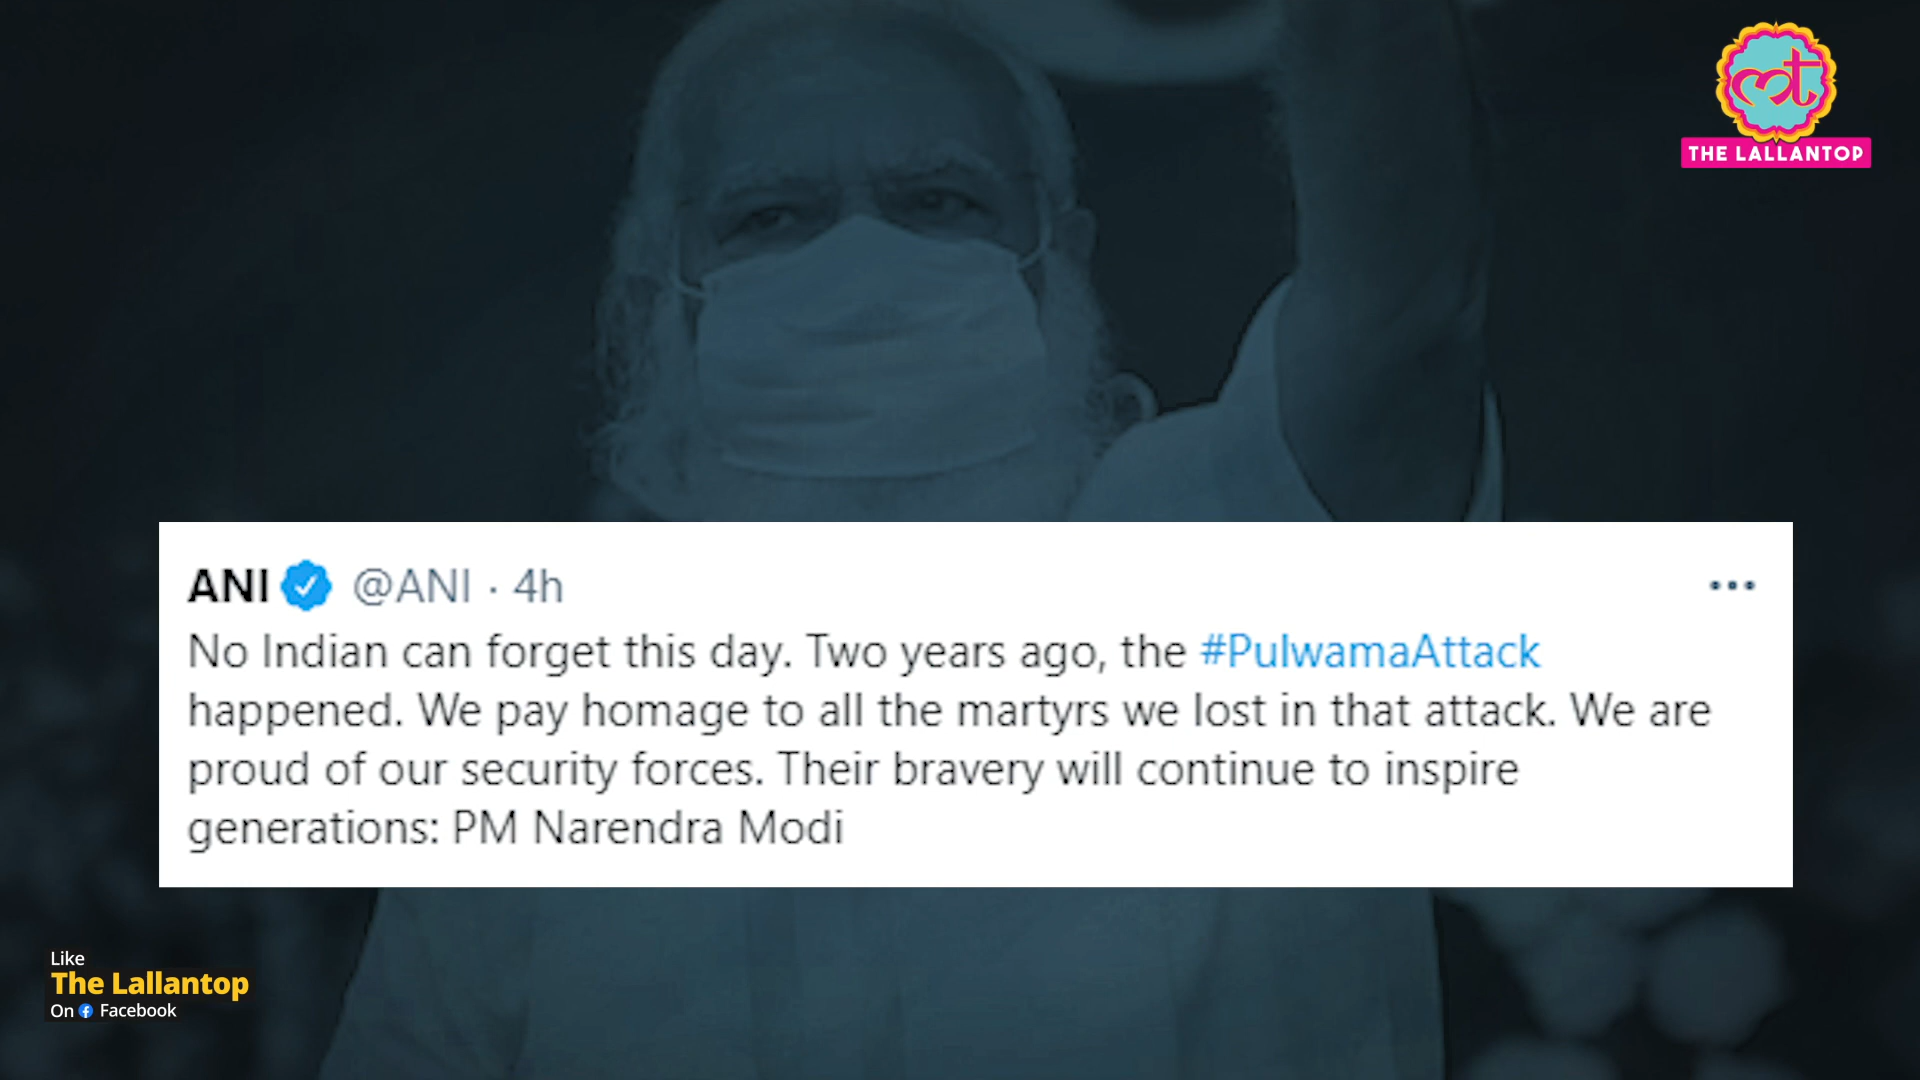 लt
THE LALLANTOP
ANI @ANI · 4h
No Indian can forget this day. Two years ago, the #PulwamaAttack
happened. We pay homage to all the martyrs we lost in that attack. We are
proud of our security forces. Their bravery will continue to inspire
generations: PM Narendra Modi
Like
The Lallantop
On Facebook